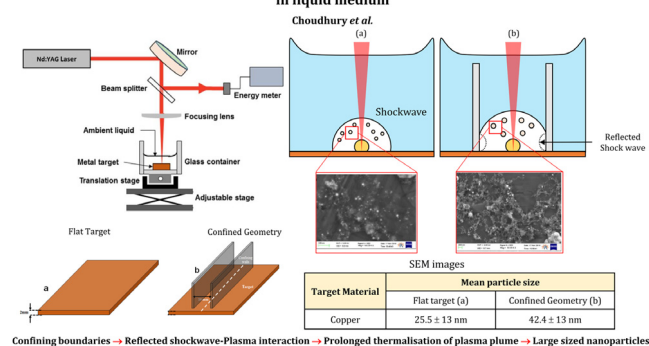 in liquid medium
Choudhury et al.
Nd:YAG Laser
Mirror
Beam splitter
Energy meter
Focusing lens
Ambient liquid
Metal target
Glass container
Translation stage
Adjustable stage
(a)
(b)
Shockwave
Reflected
Shock wave
Flat Target
Confined Geometry
a
b
Target
SEM images
Target Material
Mean particle size
Flat target (a)
Confined Geometry (b)
Copper
25.5 ± 13 nm
42.4 ± 13 nm
Confining boundaries → Reflected shockwave-Plasma interaction → Prolonged thermalisation of plasma plume → Large sized nanoparticles